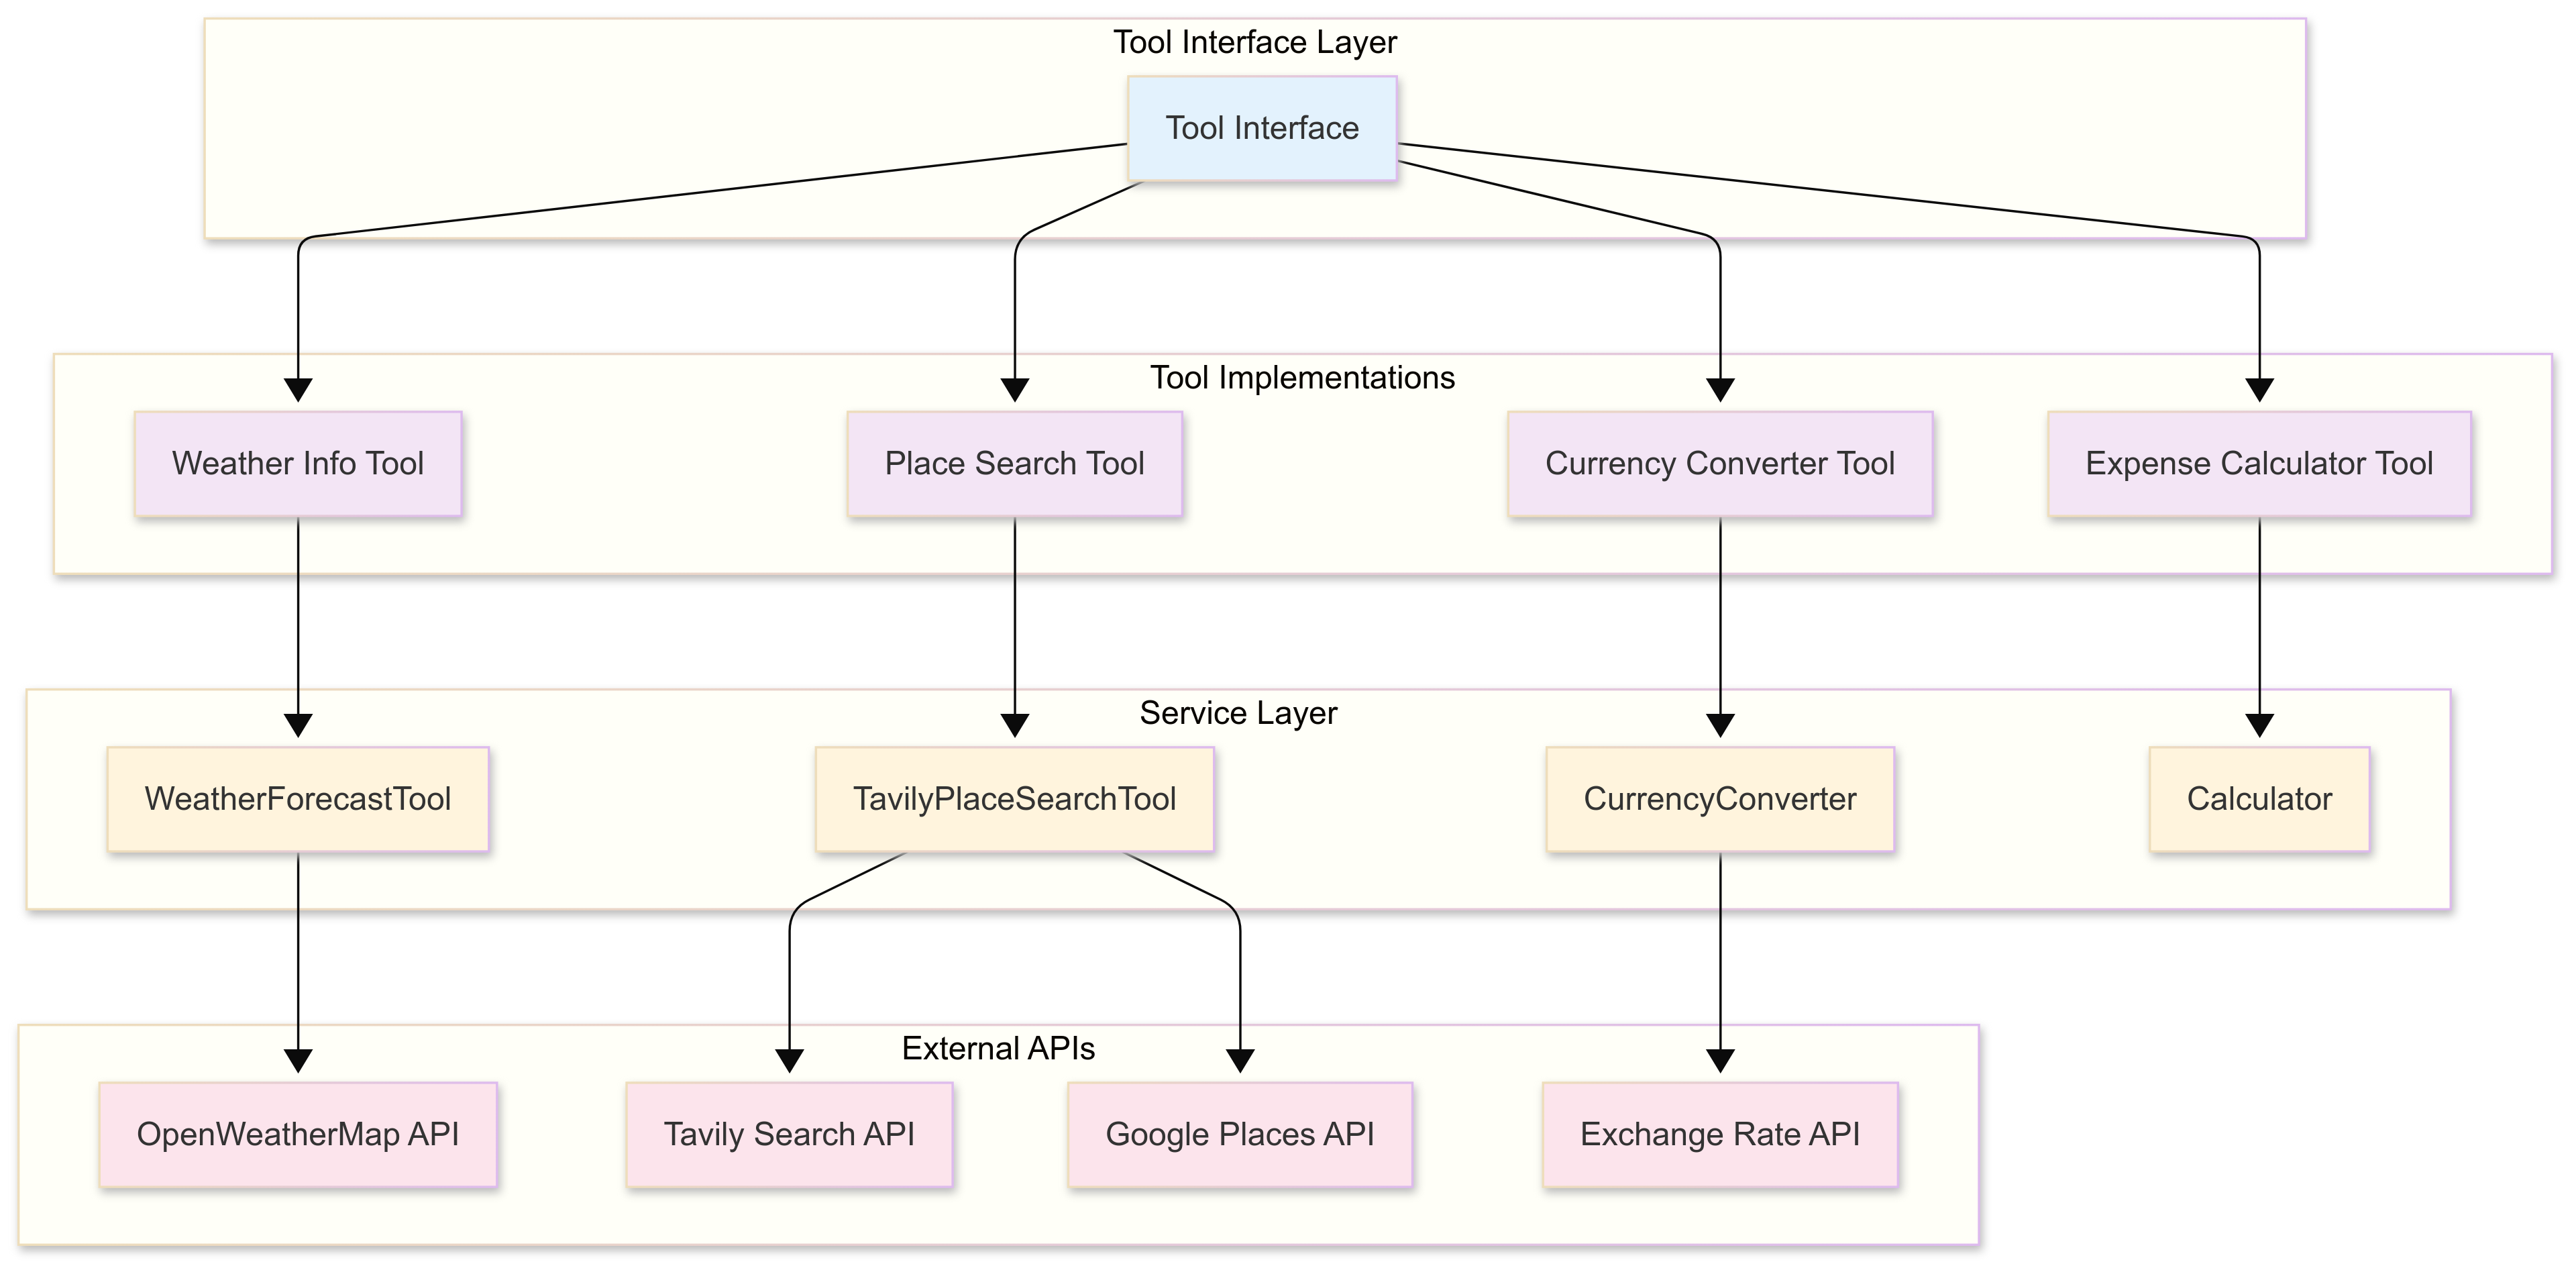 Tool Interface Layer
Tool Interface
Tool Implementations
Weather Info Tool
Place Search Tool
Currency Converter Tool
Expense Calculator Tool
Service Layer
WeatherForecastTool
TavilyPlaceSearchTool
CurrencyConverter
Calculator
External APIs
OpenWeatherMap API
Tavily Search API
Google Places API
Exchange Rate API